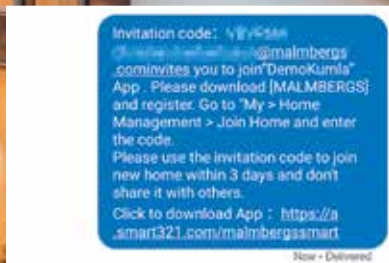 Invitation code:
@malmbergs
.cominvites you to join"DemoKumla"
App . Please download [MALMBERGS]
and register. Go to "My > Home
Management > Join Home and enter
the code.
Please use the invitation code to join
new home within 3 days and don't
share it with others.
Click to download App : https://a
.smart321.com/malmbergssmart
Now • Delivered